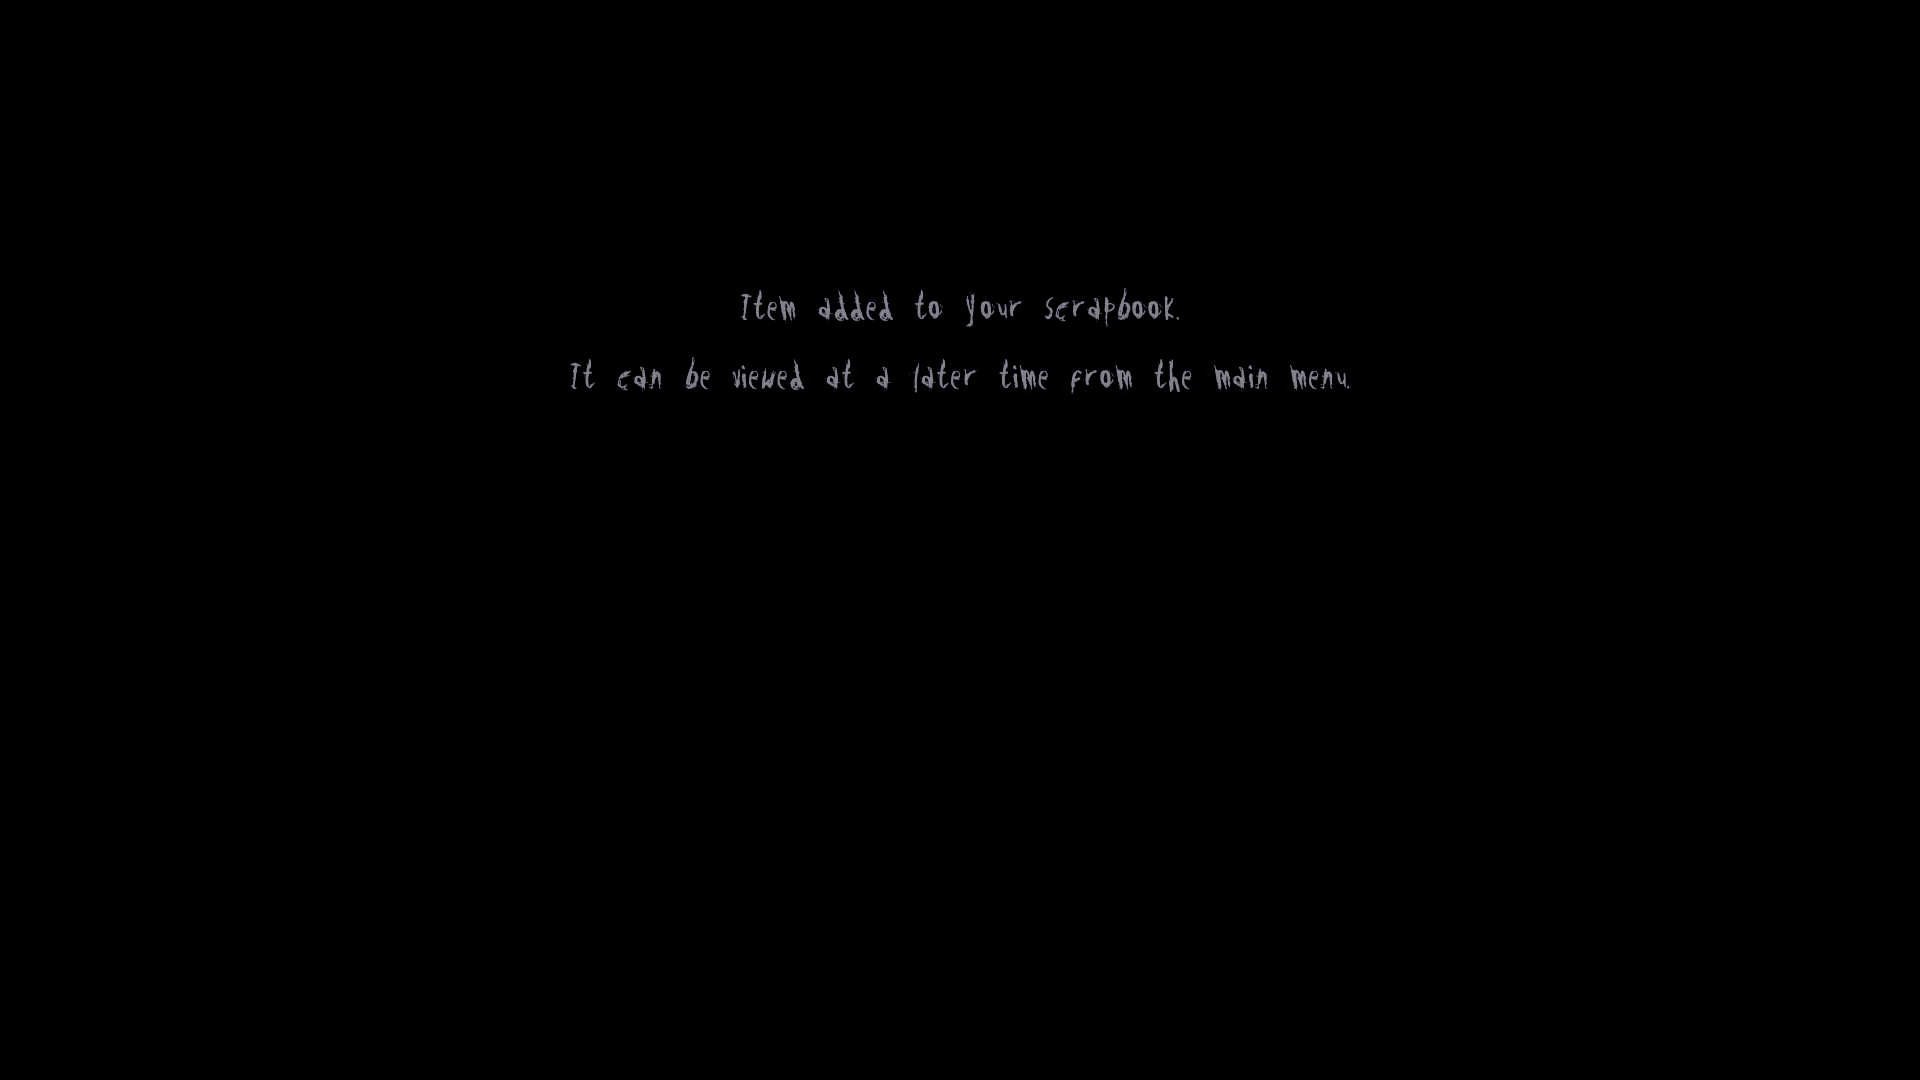 Item added to your scrapbook.
It can be viewed at a later time from the main menu.